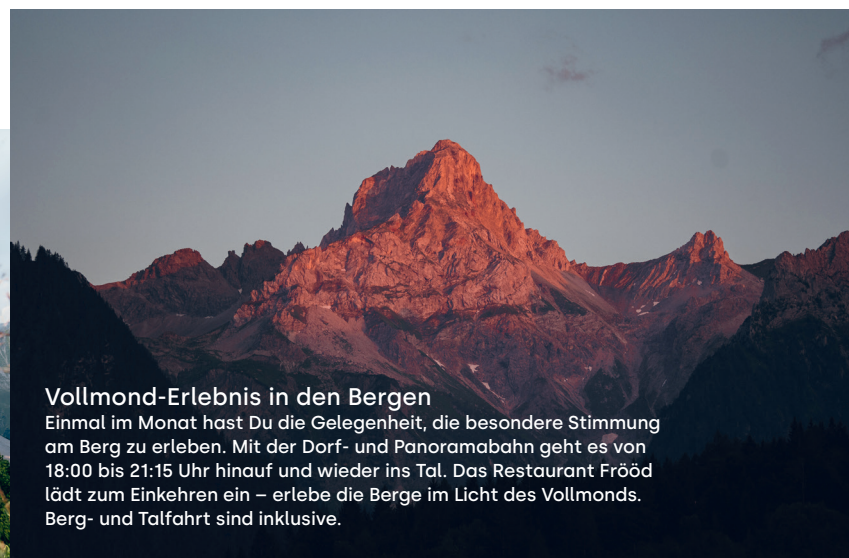 Vollmond-Erlebnis in den Bergen
Einmal im Monat hast Du die Gelegenheit, die besondere Stimmung
am Berg zu erleben. Mit der Dorf- und Panoramabahn geht es von
18:00 bis 21:15 Uhr hinauf und wieder ins Tal. Das Restaurant Frööd
lädt zum Einkehren ein – erlebe die Berge im Licht des Vollmonds.
Berg- und Talfahrt sind inklusive.